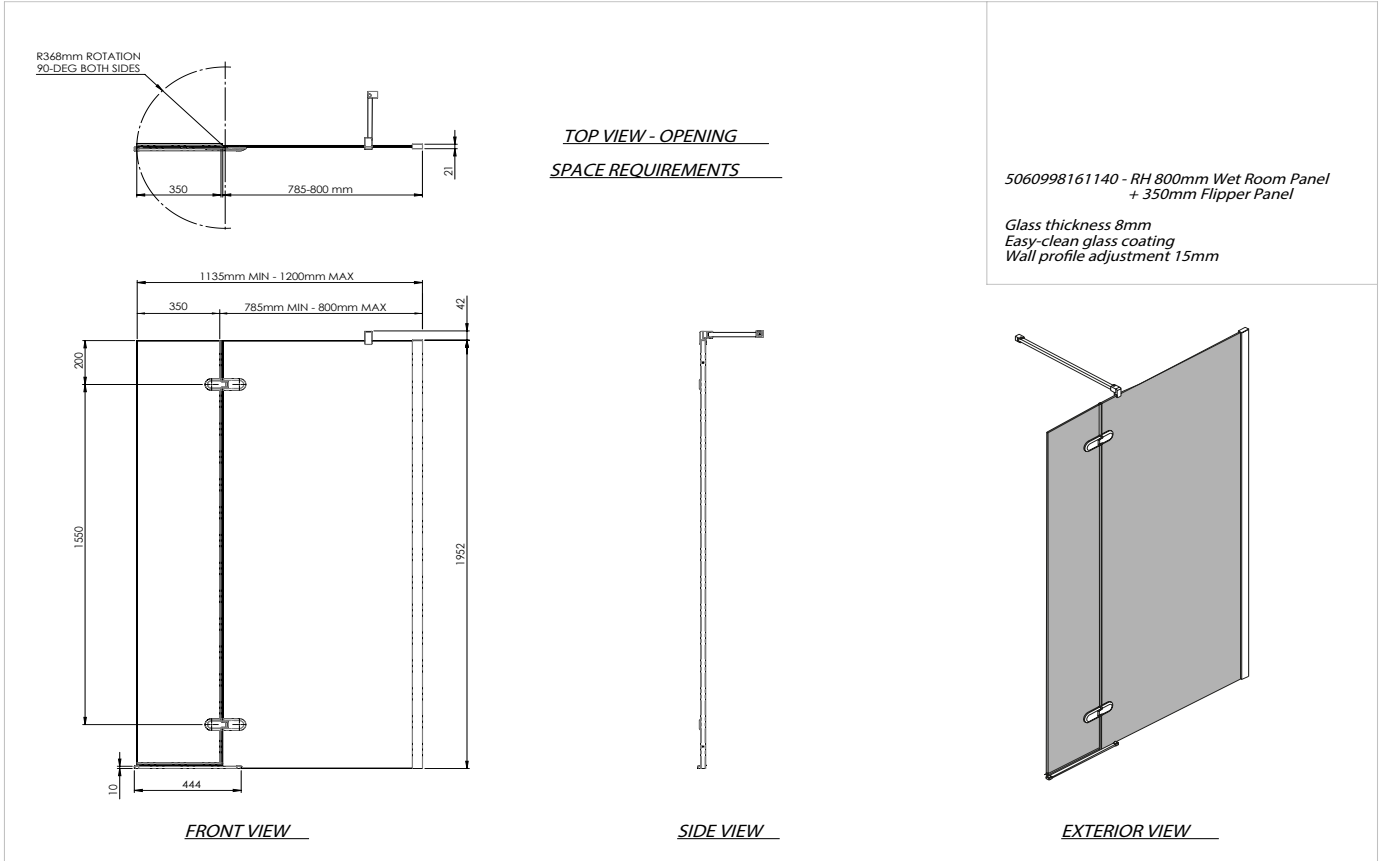 R368mm ROTATION
90-DEG BOTH SIDES
350
785-800 mm
21
TOP VIEW - OPENING
SPACE REQUIREMENTS
5060998161140 - RH 800mm Wet Room Panel
+ 350mm Flipper Panel
Glass thickness 8mm
Easy-clean glass coating
Wall profile adjustment 15mm
1135mm MIN - 1200mm MAX
350
785mm MIN - 800mm MAX
42
200
1550
1952
10
444
FRONT VIEW
SIDE VIEW
EXTERIOR VIEW